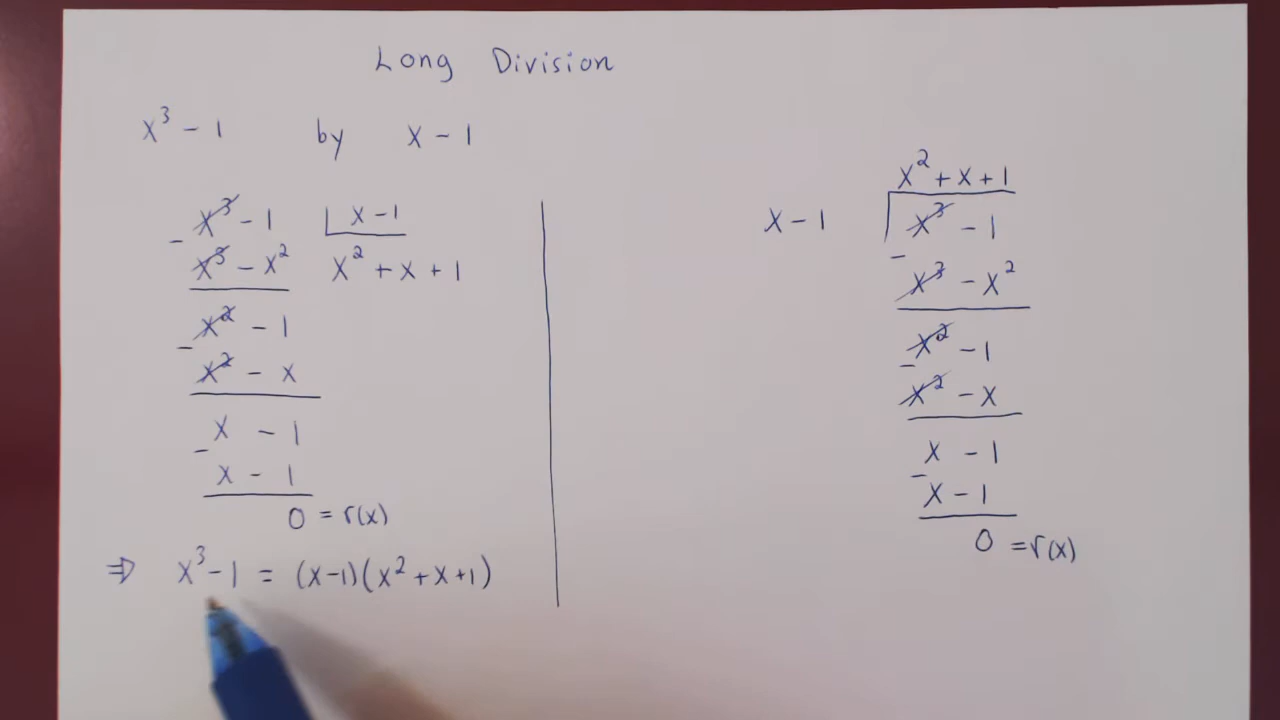 Long Division
x³ - 1 by x - 1
x³ - 1 | x - 1
- x³ - x² x² + x + 1
x² - 1
- x² - x
x - 1
- x - 1
0 = r(x)
⇒ x³ - 1 = (x-1)(x² + x + 1)
x² + x + 1
x - 1 x³ - 1
- x³ - x²
x² - 1
- x² - x
x - 1
- x - 1
0 = r(x)